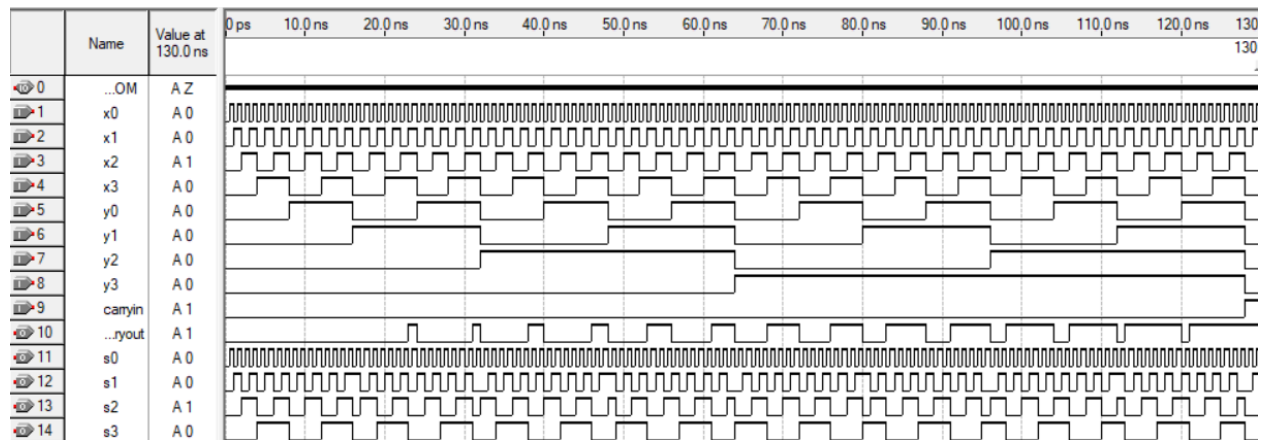 Name
Value at
130.0 ns
0 ps 10.0 ns 20.0 ns 30.0 ns 40.0 ns 50.0 ns 60.0 ns 70.0 ns 80.0 ns 90.0 ns 100.0 ns 110.0 ns 120.0 ns 130
130
0 ...OM A Z
1 x0 A 0
2 x1 A 0
3 x2 A 1
4 x3 A 0
5 y0 A 0
6 y1 A 0
7 y2 A 0
8 y3 A 0
9 carryin A 1
10 ...ryout A 1
11 s0 A 0
12 s1 A 0
13 s2 A 1
14 s3 A 0